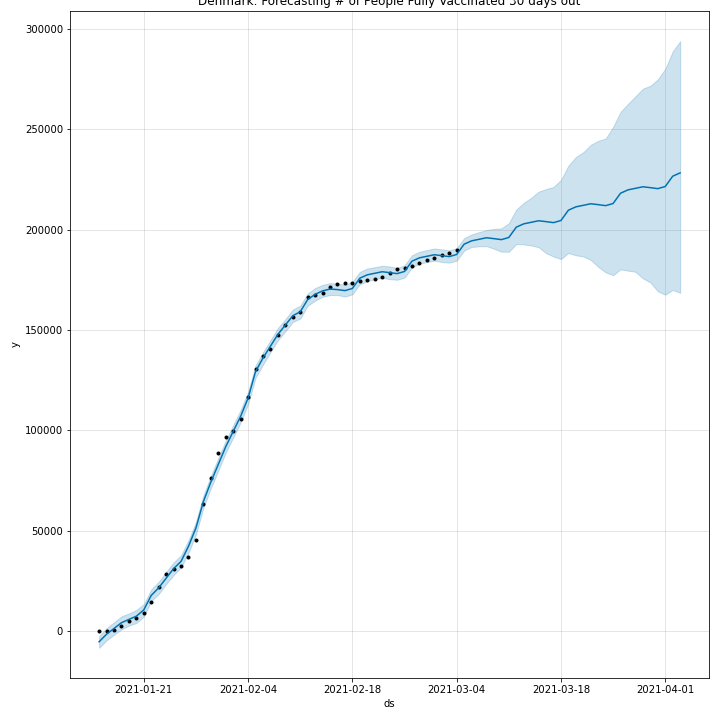 Denmark: Forecasting # of People Fully Vaccinated 30 days out
300000
250000
200000
150000
100000
50000
0
y
2021-01-21 2021-02-04 2021-02-18 2021-03-04 2021-03-18 2021-04-01
ds